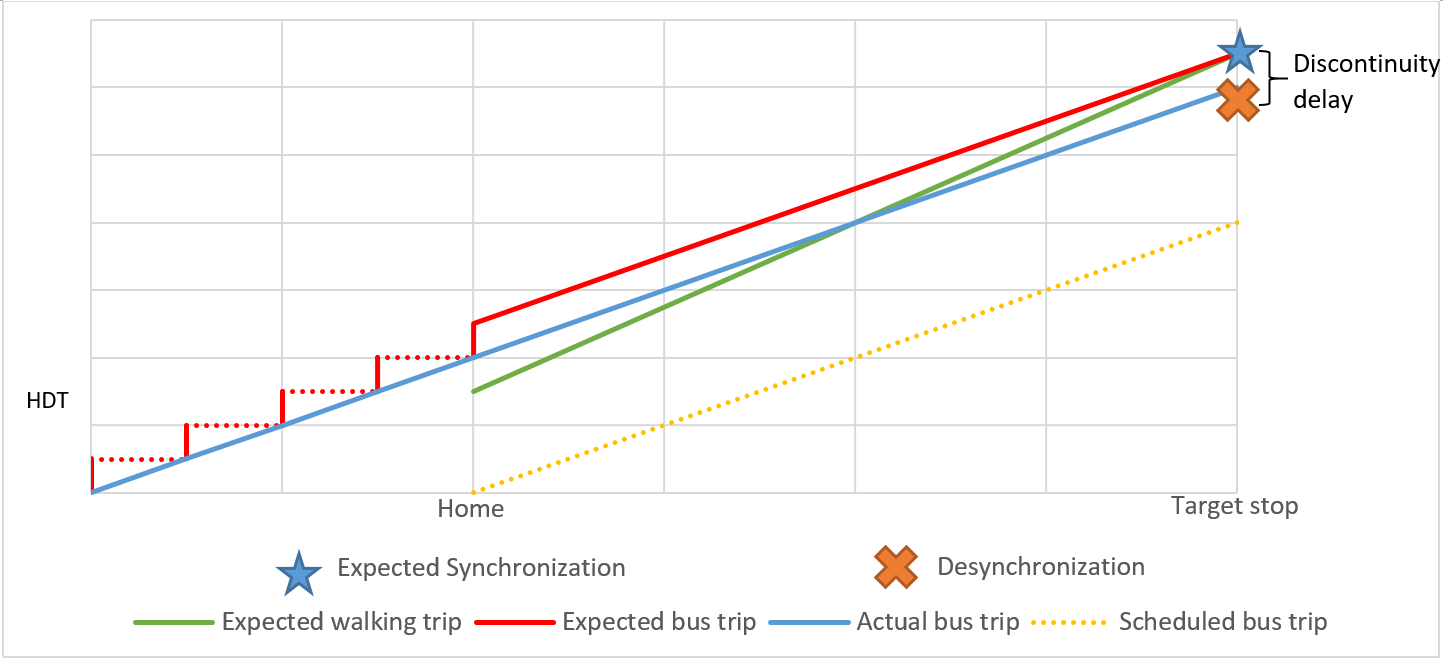 Discontinuity
delay
HDT
Home
Target stop
Expected Synchronization
Desynchronization
Expected walking trip
Expected bus trip
Actual bus trip
Scheduled bus trip